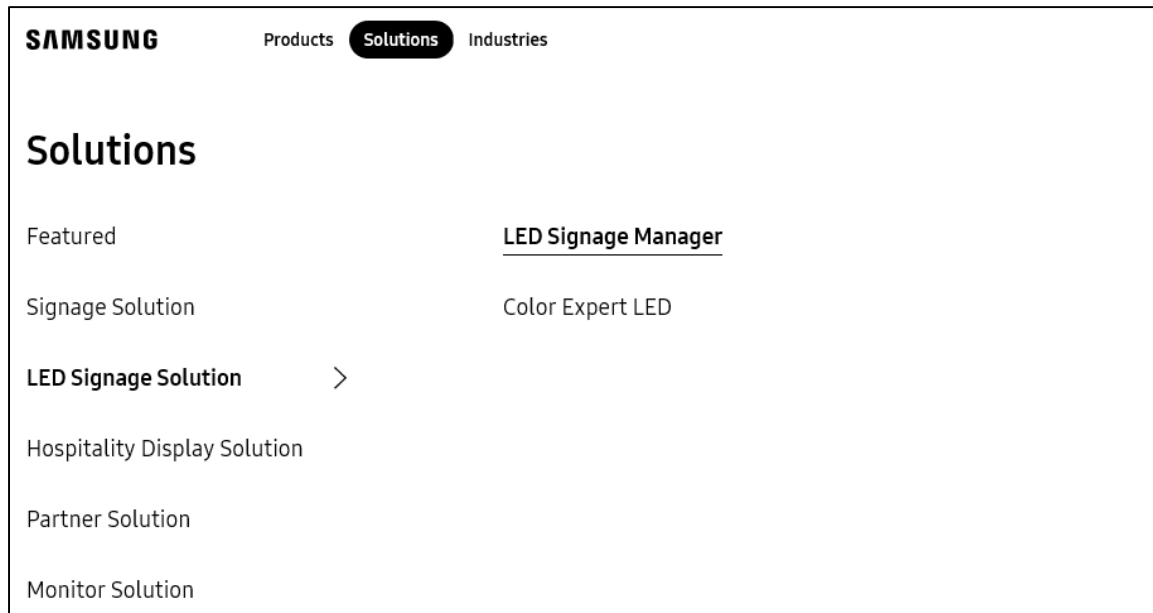 SAMSUNG Products Solutions Industries
Solutions
Featured
LED Signage Manager
Signage Solution
Color Expert LED
LED Signage Solution
Hospitality Display Solution
Partner Solution
Monitor Solution